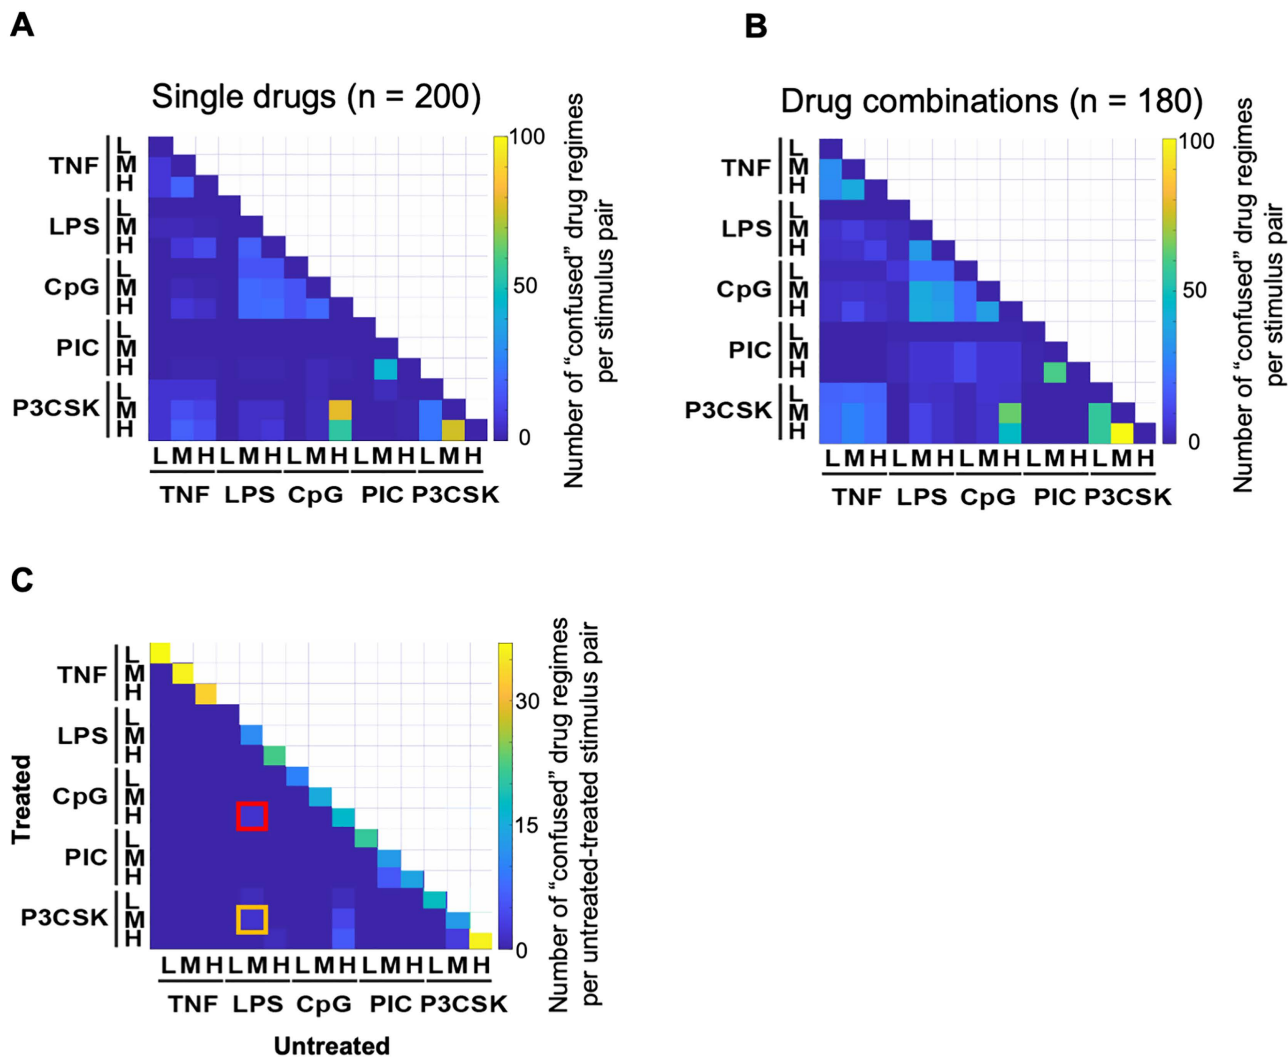 A
Single drugs (n = 200)
TNF
LPS
CpG
PIC
P3CSK
L
M
H
L
M
H
L
M
H
L
M
H
L
M
H
L M H L M H L M H L M H L M H
TNF LPS CpG PIC P3CSK
100
50
0
Number of “confused” drug regimes
per stimulus pair
B
Drug combinations (n = 180)
TNF
LPS
CpG
PIC
P3CSK
L
M
H
L
M
H
L
M
H
L
M
H
L
M
H
L M H L M H L M H L M H L M H
TNF LPS CpG PIC P3CSK
100
50
0
Number of “confused” drug regimes
per stimulus pair
C
Treated
TNF
LPS
CpG
PIC
P3CSK
L
M
H
L
M
H
L
M
H
L
M
H
L
M
H
L M H L M H L M H L M H L M H
TNF LPS CpG PIC P3CSK
Untreated
30
15
0
Number of “confused” drug regimes
per untreated-treated stimulus pair